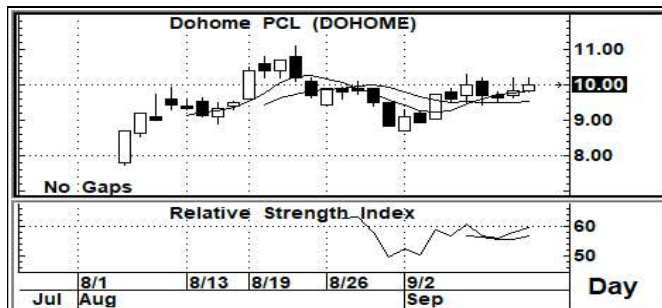 Dohome PCL (DOHOME)
11.00
10.00
9.00
8.00
No Gaps
Relative Strength Index
60
50
8/1 8/13 8/19 8/26 9/2
Jul Aug Sep Day